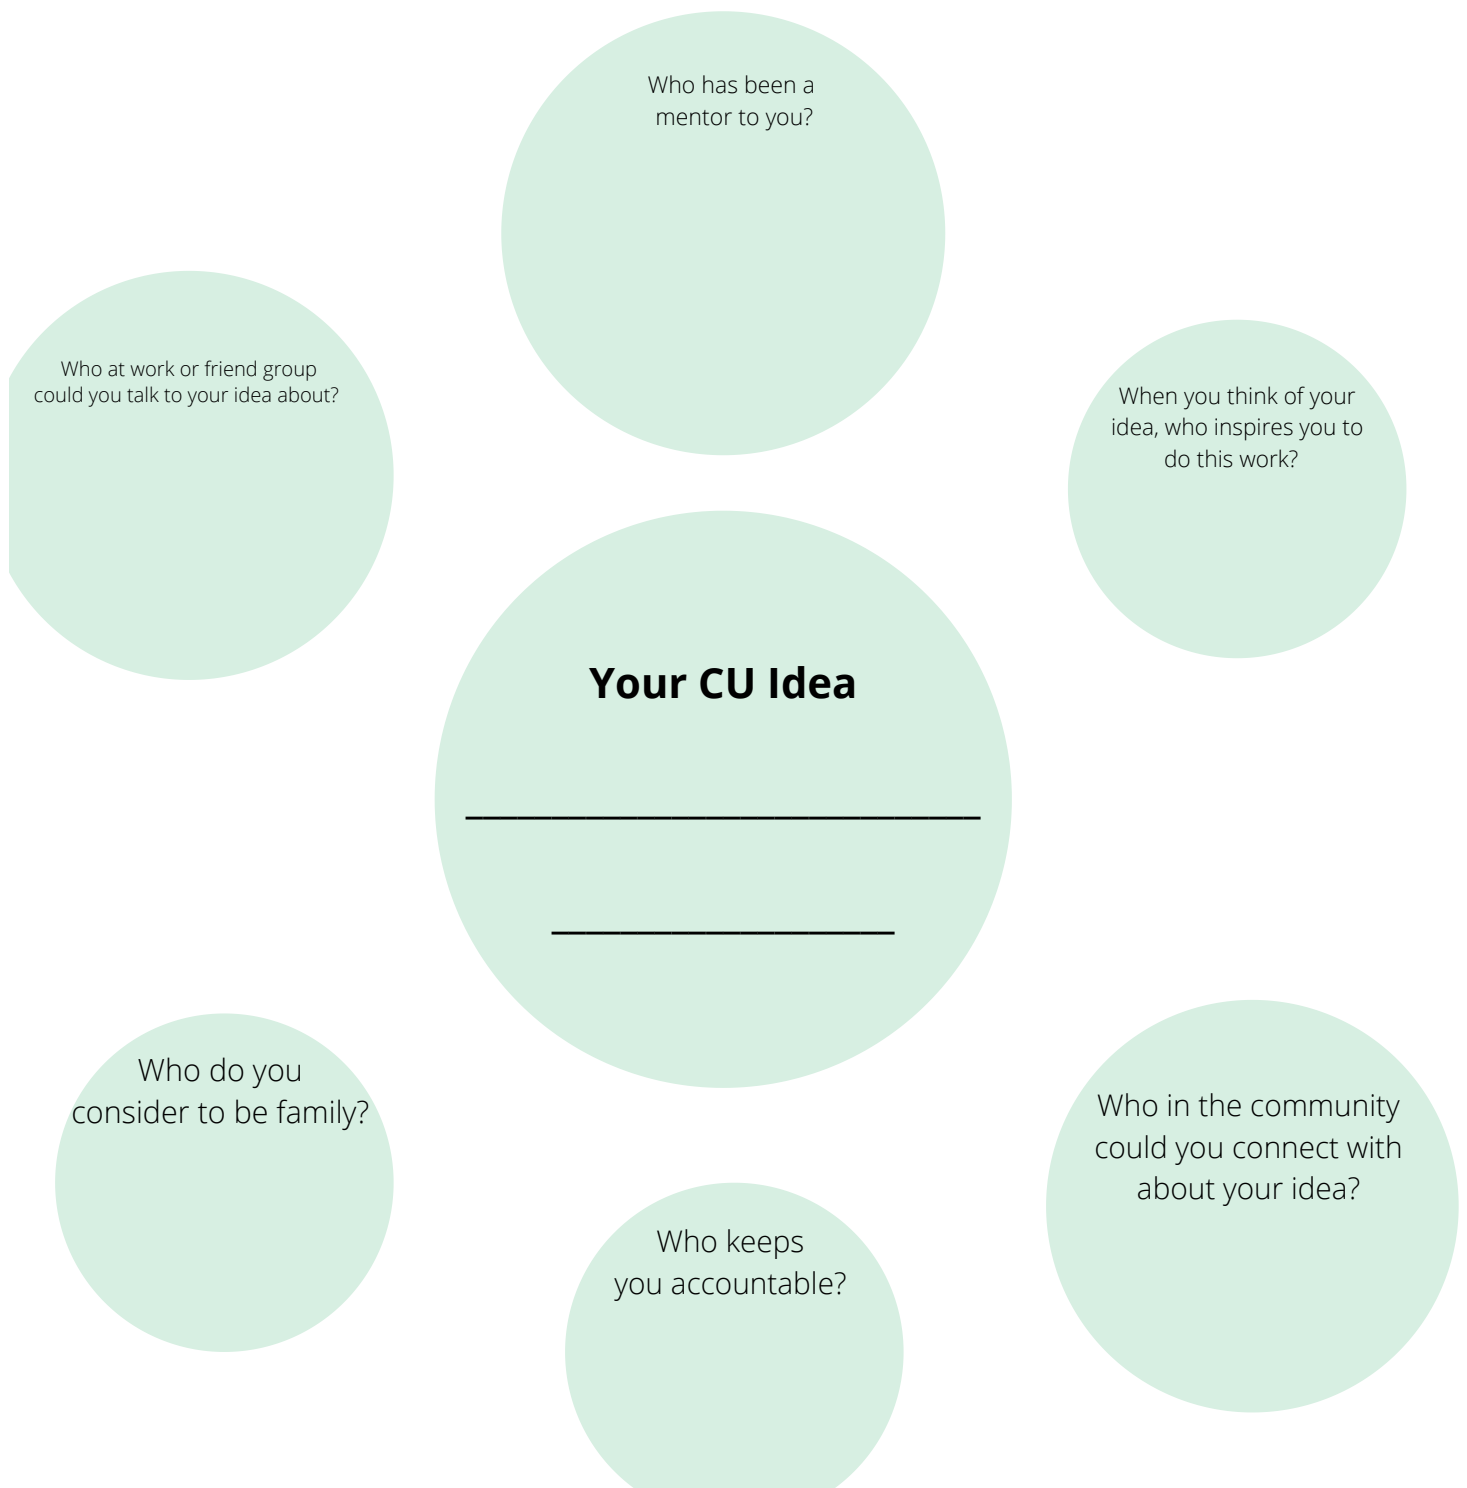 Who has been a
mentor to you?
Who at work or friend group
could you talk to your idea about?
When you think of your
idea, who inspires you to
do this work?
Your CU Idea
______________________________
____________________
Who do you
consider to be family?
Who in the community
could you connect with
about your idea?
Who keeps
you accountable?